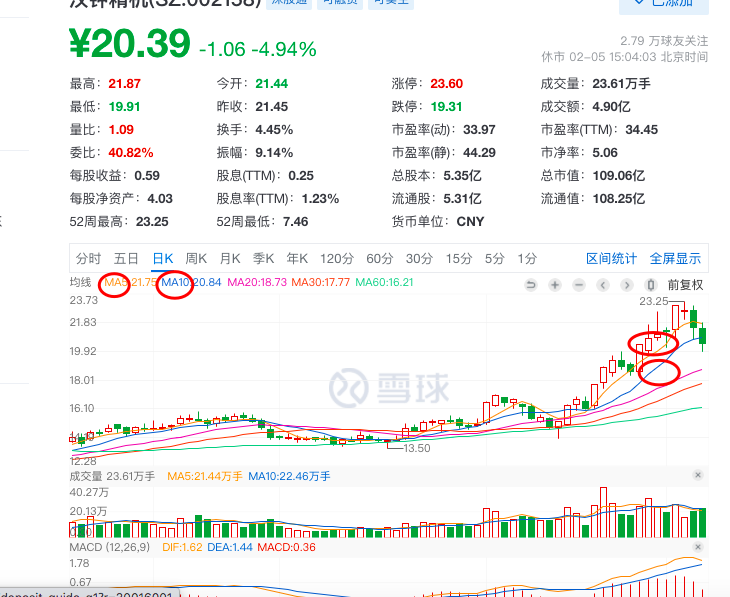 汉钟精机(SZ:002158) 深股通 可融资 可卖空 已添加
¥20.39 -1.06 -4.94%
2.79 万球友关注
休市 02-05 15:04:03 北京时间
最高: 21.87 今开: 21.44 涨停: 23.60 成交量: 23.61万手
最低: 19.91 昨收: 21.45 跌停: 19.31 成交额: 4.90亿
量比: 1.09 换手: 4.45% 市盈率(动): 33.97 市盈率(TTM): 34.45
委比: 40.82% 振幅: 9.14% 市盈率(静): 44.29 市净率: 5.06
每股收益: 0.59 股息(TTM): 0.25 总股本: 5.35亿 总市值: 109.06亿
每股净资产: 4.03 股息率(TTM): 1.23% 流通股: 5.31亿 流通值: 108.25亿
52周最高: 23.25 52周最低: 7.46 货币单位: CNY
分时 五日 日K 周K 月K 季K 年K 120分 60分 30分 15分 5分 1分 区间统计 全屏显示
均线 MA5:21.75 MA10:20.84 MA20:18.73 MA30:17.77 MA60:16.21 前复权
23.73
23.25
21.83
19.92
18.01
雪球
16.10
13.50
12.28
成交量 23.61万手 MA5:21.44万手 MA10:22.46万手
40.27万
20.13万
MACD (12,26,9) DIF:1.62 DEA:1.44 MACD:0.36
1.78
0.67